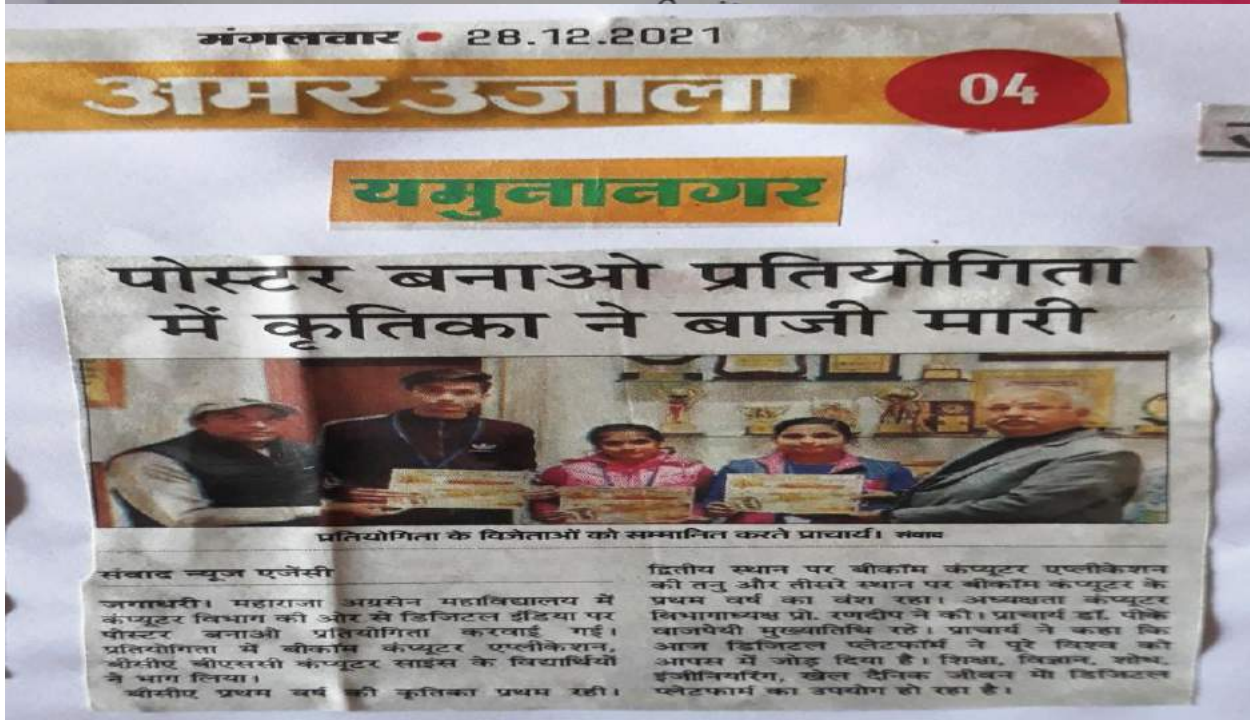 मंगलवार • 28.12.2021
अमर उजाला
04
यमुनानगर
पोस्टर बनाओ प्रतियोगिता
में कृतिका ने बाजी मारी
प्रतियोगिता के विजेताओं को सम्मानित करते प्राचार्य। संवाद
संवाद न्यूज एजेंसी
जगाधरी। महाराजा अग्रसेन महाविद्यालय में
कंप्यूटर विभाग की ओर से डिजिटल इंडिया पर
पोस्टर बनाओ प्रतियोगिता करवाई गई।
प्रतियोगिता में बीकॉम कंप्यूटर एप्लीकेशन,
बीसीए बीएससी कंप्यूटर साइंस के विद्यार्थियों
ने भाग लिया।
बीसीए प्रथम वर्ष की कृतिका प्रथम रही।
द्वितीय स्थान पर बीकॉम कंप्यूटर एप्लीकेशन
की तनु और तीसरे स्थान पर बीकॉम कंप्यूटर के
प्रथम वर्ष का वंश रहा। अध्यक्षता कंप्यूटर
विभागाध्यक्ष प्रो. रणदीप ने की। प्राचार्य डॉ. पीके
वाजपेयी मुख्यातिथि रहे। प्राचार्य ने कहा कि
आज डिजिटल प्लेटफॉर्म ने पूरे विश्व को
आपस में जोड़ दिया है। शिक्षा, विज्ञान, शोध,
इंजीनियरिंग, खेल दैनिक जीवन मे डिजिटल
प्लेटफार्म का उपयोग हो रहा है।